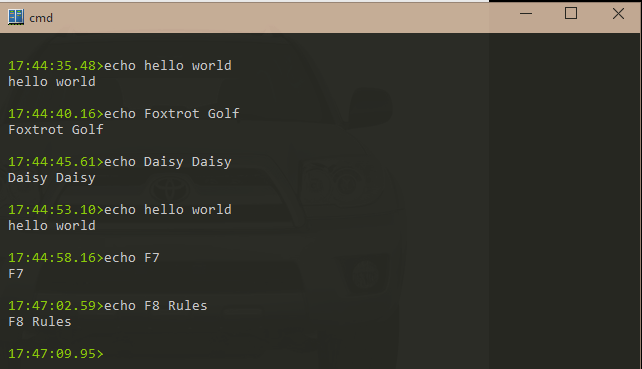 cmd
17:44:35.48>echo hello world
hello world
17:44:40.16>echo Foxtrot Golf
Foxtrot Golf
17:44:45.61>echo Daisy Daisy
Daisy Daisy
17:44:53.10>echo hello world
hello world
17:44:58.16>echo F7
F7
17:47:02.59>echo F8 Rules
F8 Rules
17:47:09.95>